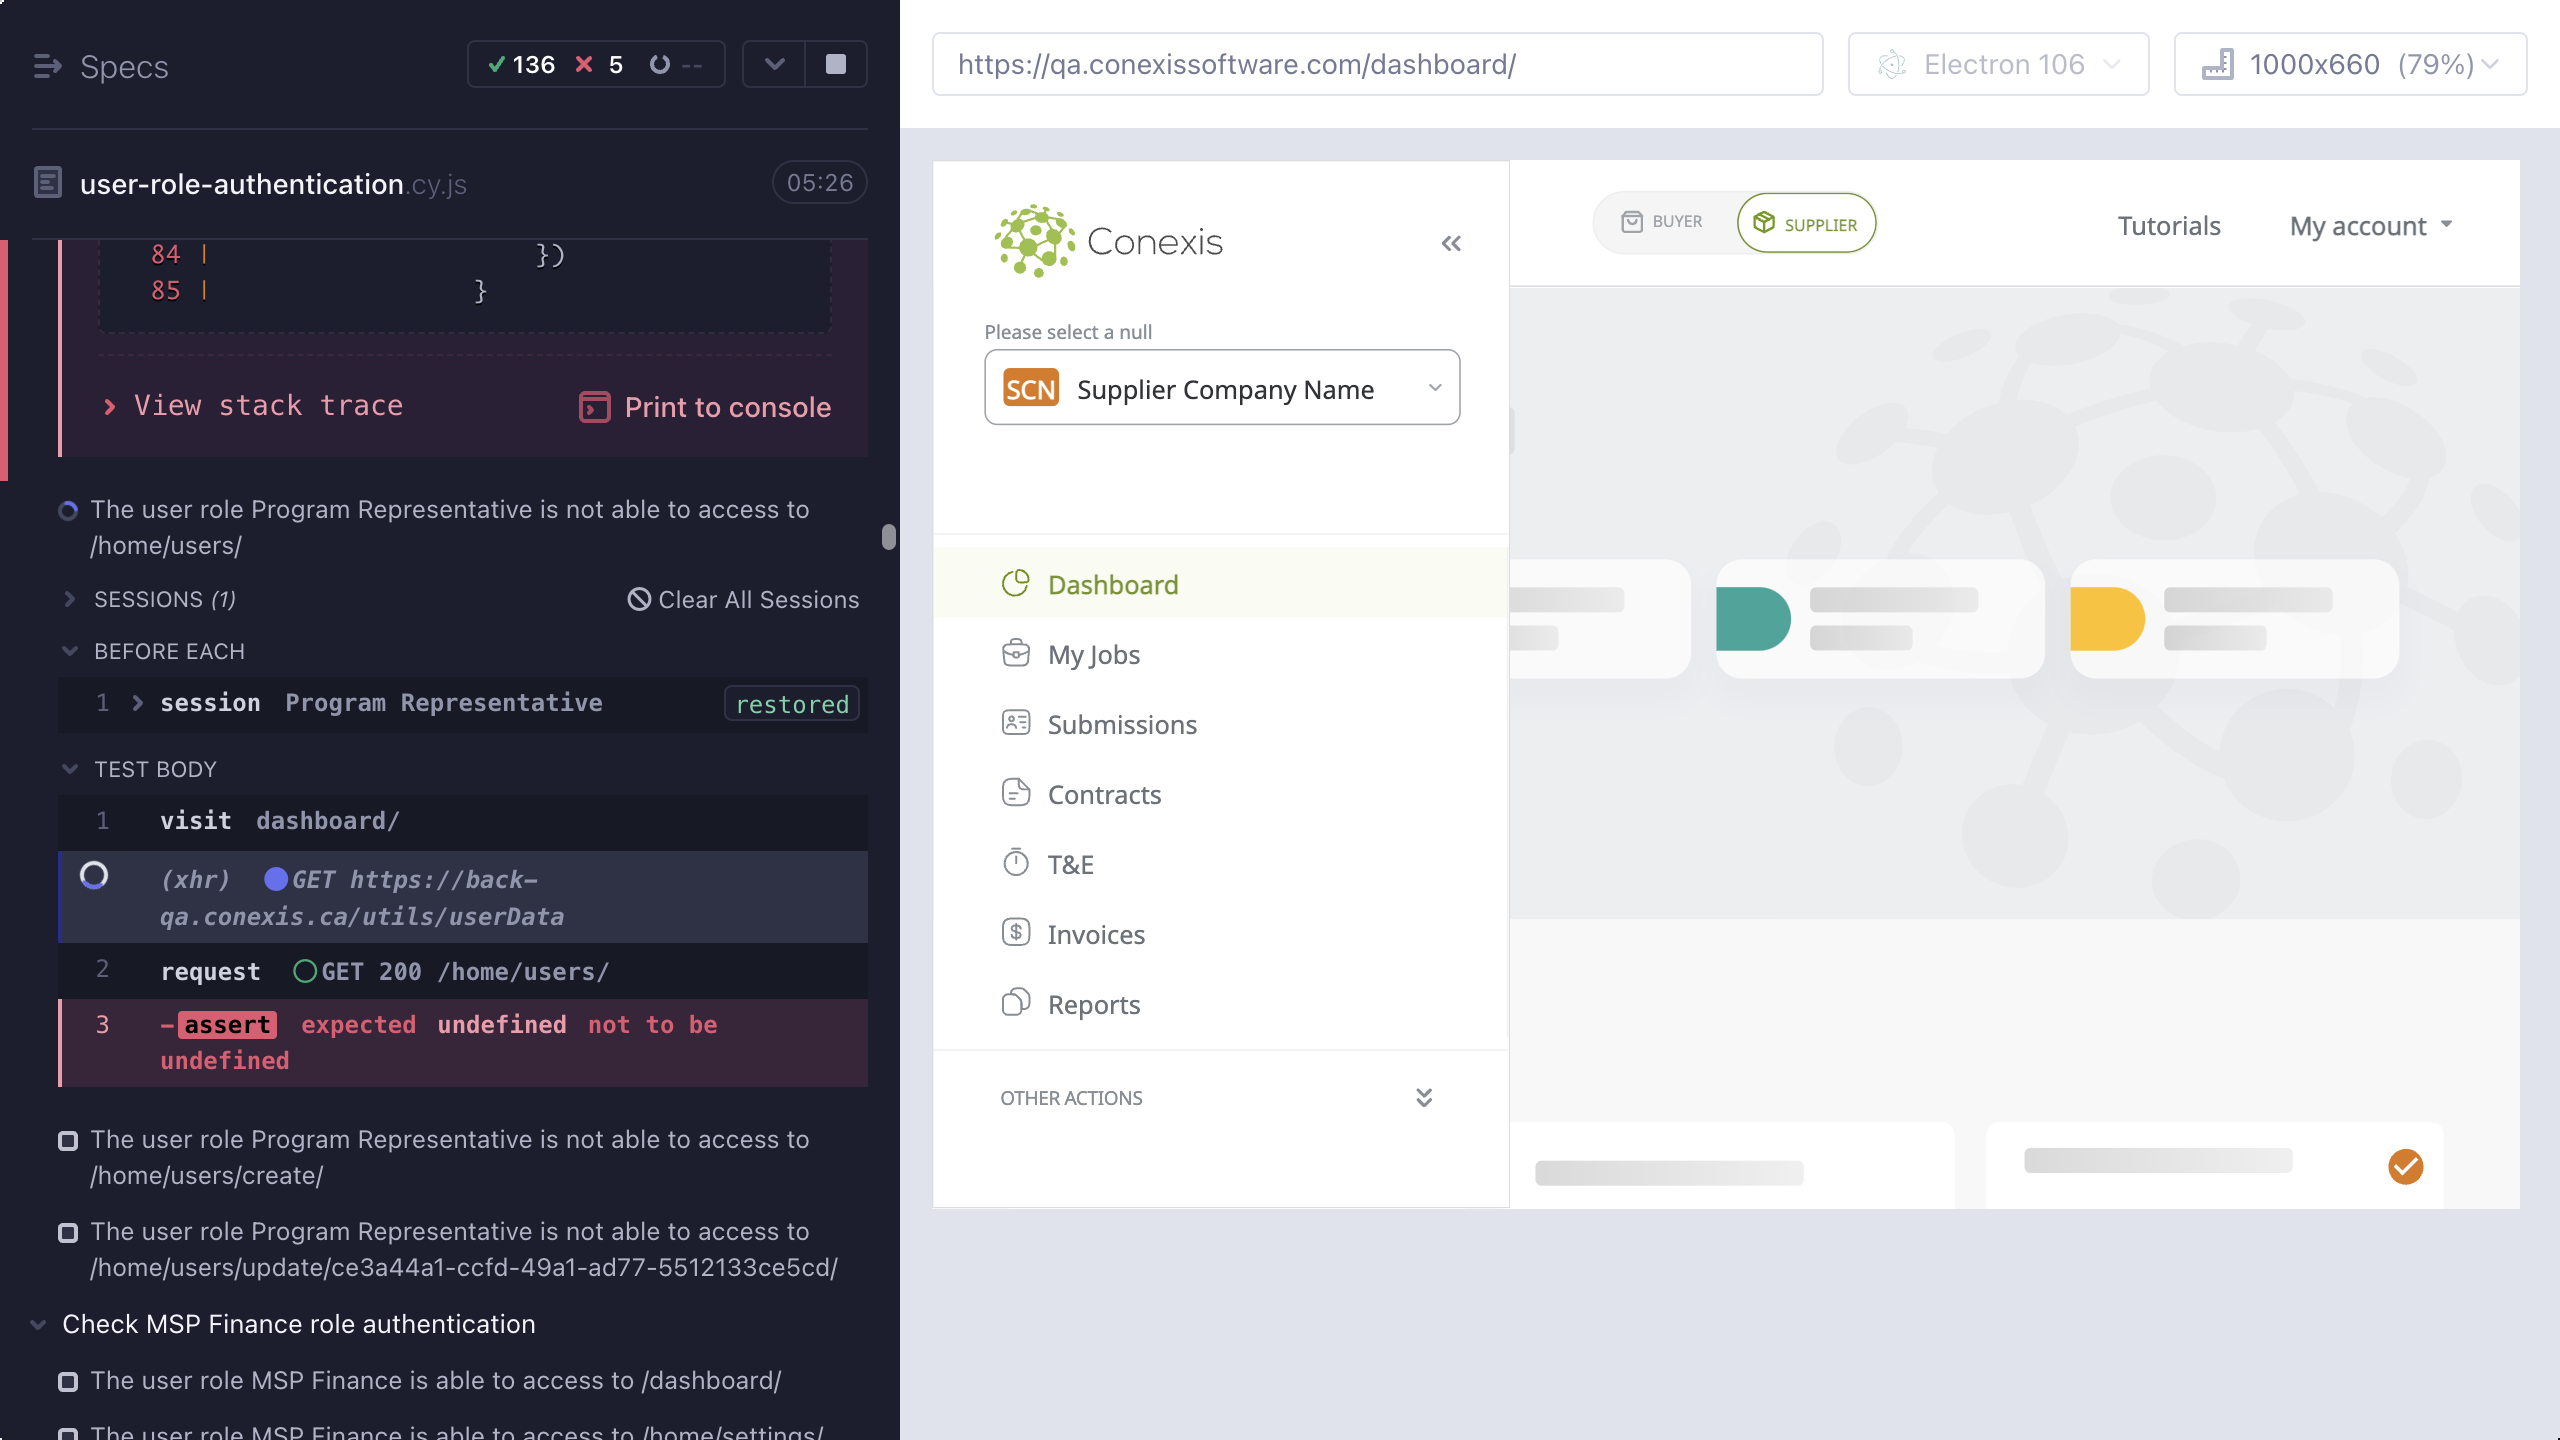 Specs
136 5 --
user-role-authentication.cy.js 05:26
84 | })
85 | }
View stack trace
Print to console
The user role Program Representative is not able to access to
/home/users/
SESSIONS (1)
Clear All Sessions
BEFORE EACH
1 session Program Representative restored
TEST BODY
1 visit dashboard/
(xhr) GET https://back-
qa.conexis.ca/utils/userData
2 request GET 200 /home/users/
3 -assert expected undefined not to be
undefined
The user role Program Representative is not able to access to
/home/users/create/
The user role Program Representative is not able to access to
/home/users/update/ce3a44a1-ccfd-49a1-ad77-5512133ce5cd/
Check MSP Finance role authentication
The user role MSP Finance is able to access to /dashboard/
The user role MSP Finance is able to access to /home/settings/
https://qa.conexissoftware.com/dashboard/
Electron 106
1000x660 (79%)
Conexis
BUYER
SUPPLIER
Tutorials
My account
Please select a null
SCN Supplier Company Name
Dashboard
My Jobs
Submissions
Contracts
T&E
Invoices
Reports
OTHER ACTIONS